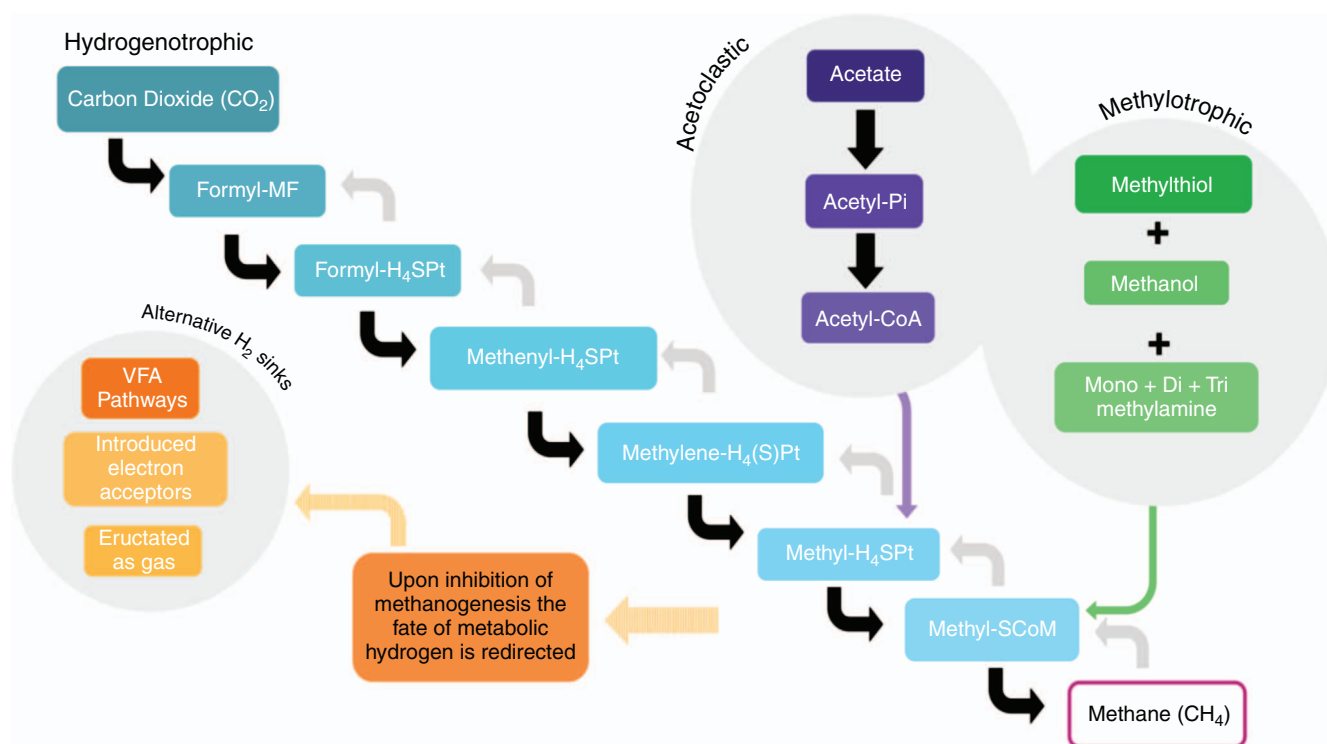 Hydrogenotrophic
Carbon Dioxide (CO₂)
Formyl-MF
Formyl-H₄SPt
Methenyl-H₄SPt
Methylene-H₄(S)Pt
Methyl-H₄SPt
Methyl-SCoM
Methane (CH₄)
Acetoclastic
Acetate
Acetyl-Pi
Acetyl-CoA
Methylotrophic
Methylthiol
+
Methanol
+
Mono + Di + Tri
methylamine
Alternative H₂ sinks
VFA
Pathways
Introduced
electron
acceptors
Eructated
as gas
Upon inhibition of
methanogenesis the
fate of metabolic
hydrogen is redirected